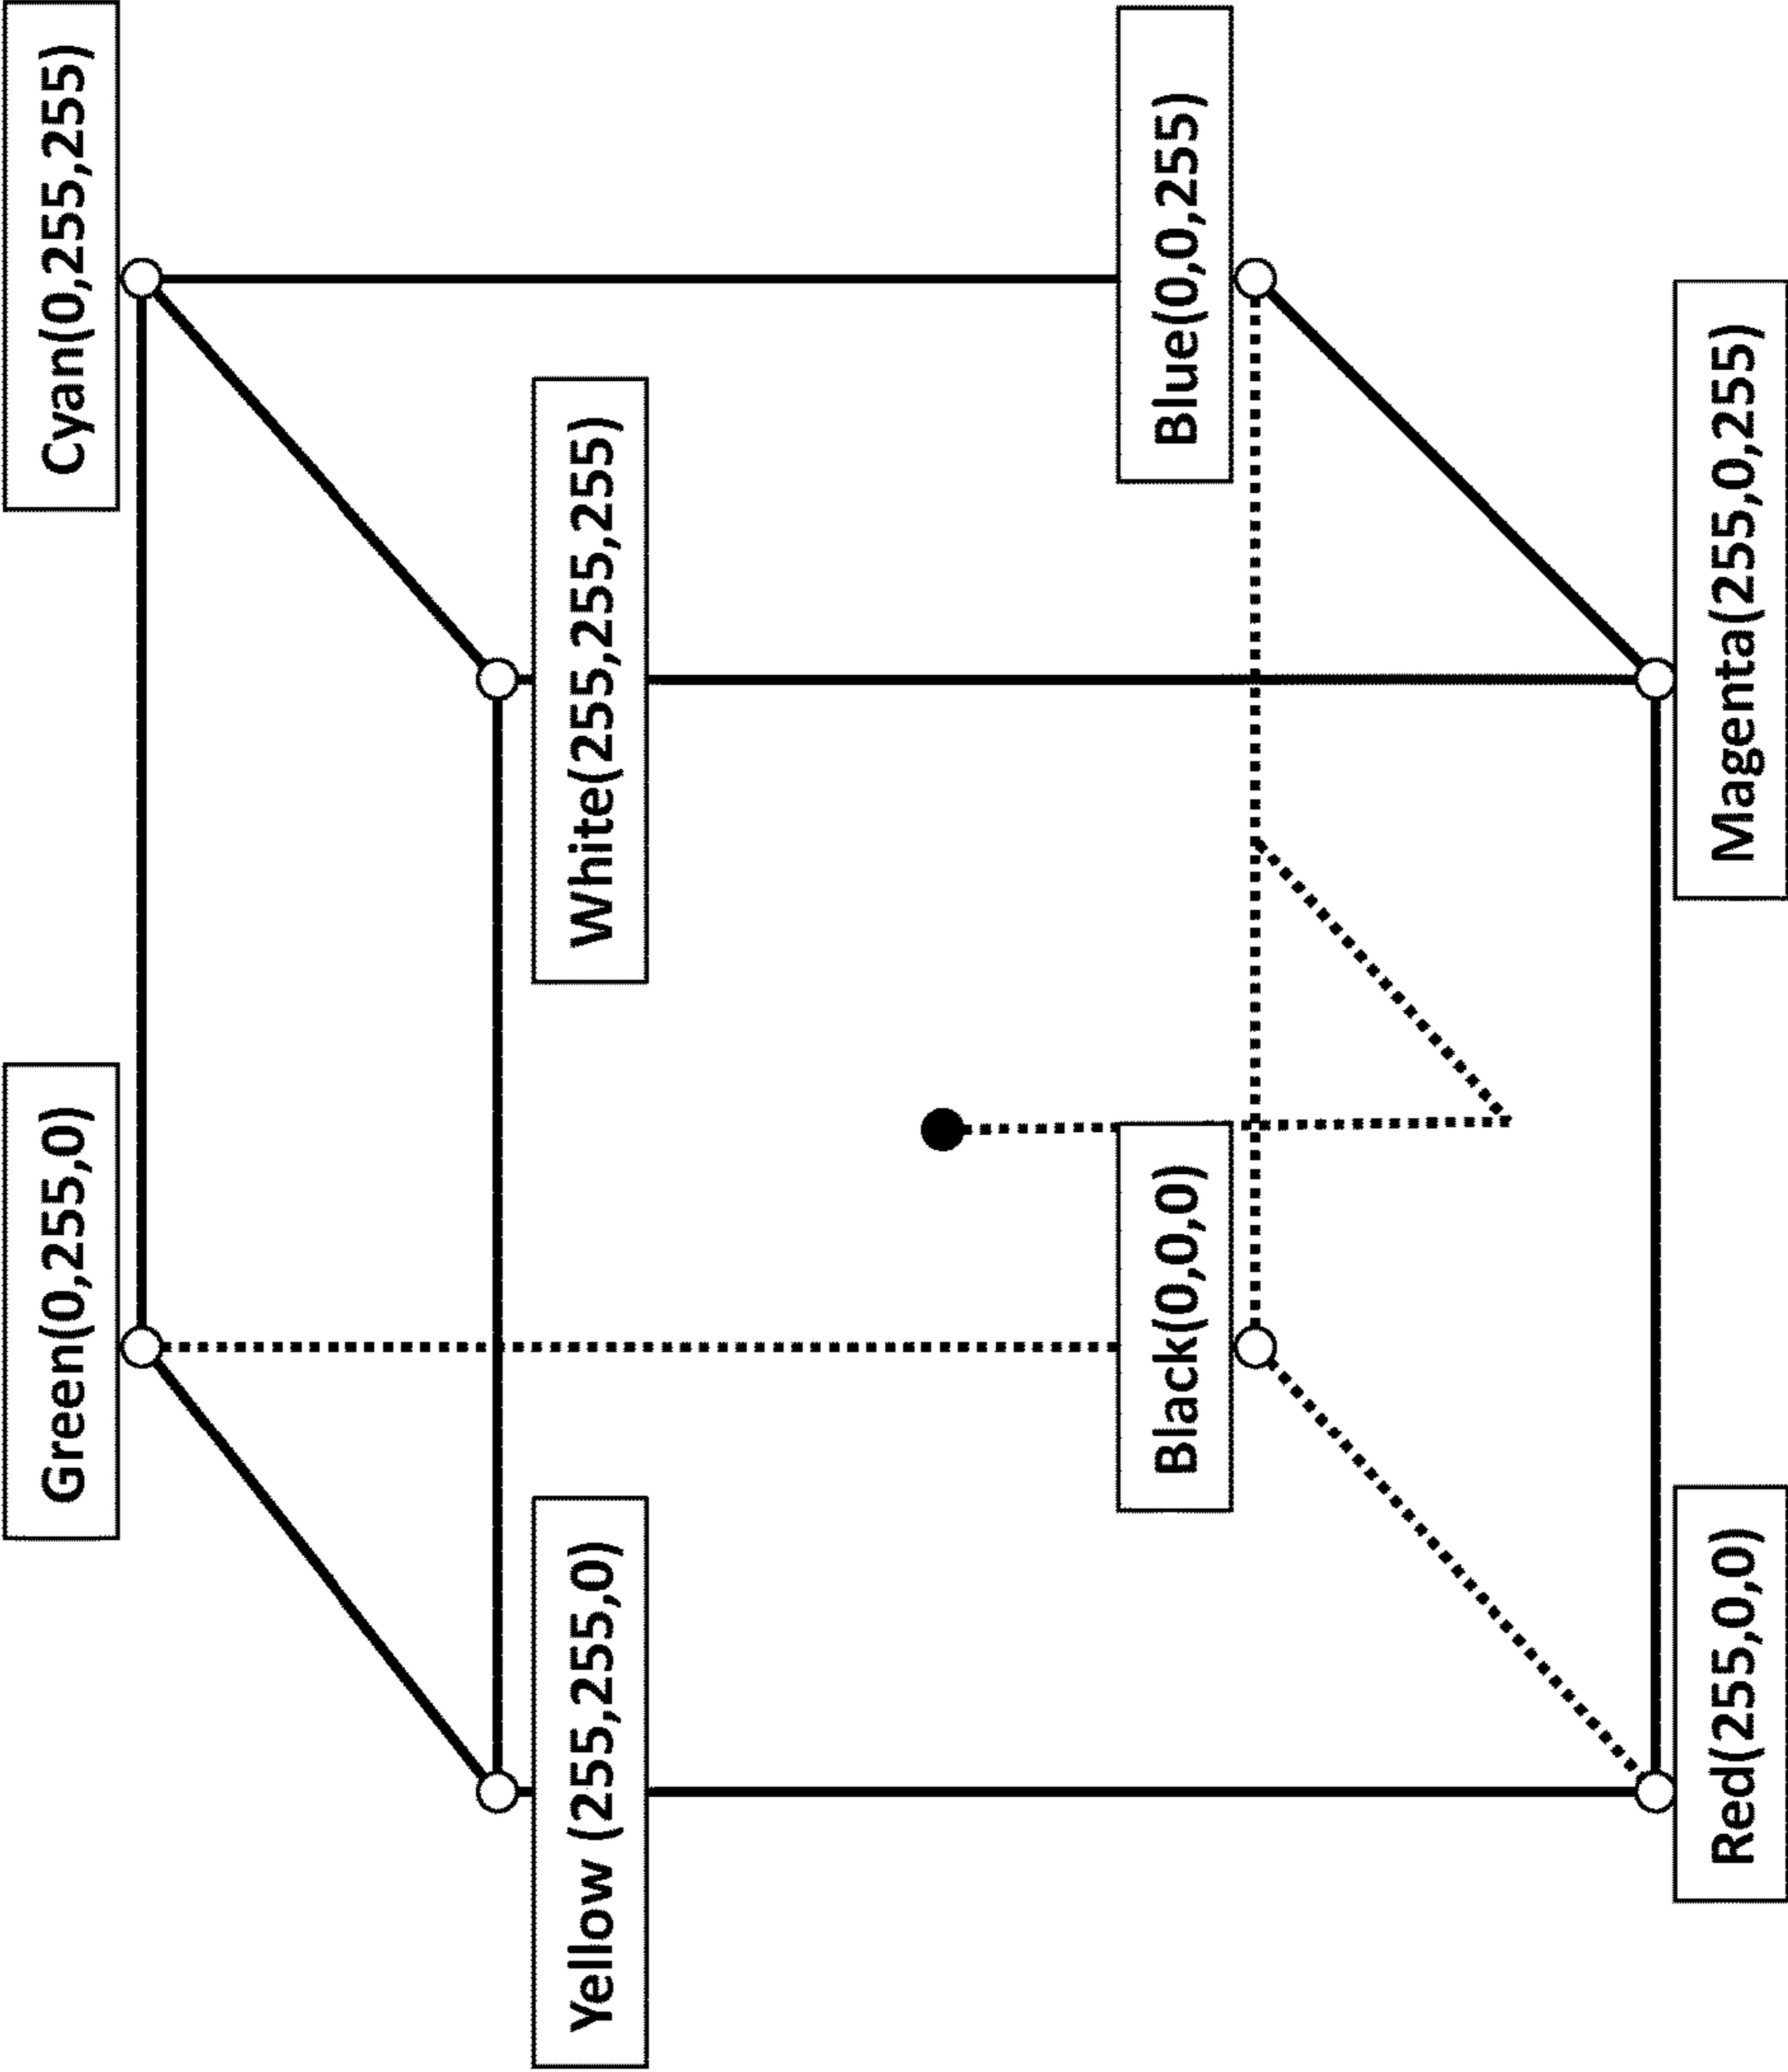 Green(0,255,0)
Cyan(0,255,255)
Yellow (255,255,0)
White(255,255,255)
Black(0,0,0)
Blue(0,0,255)
Red(255,0,0)
Magenta(255,0,255)